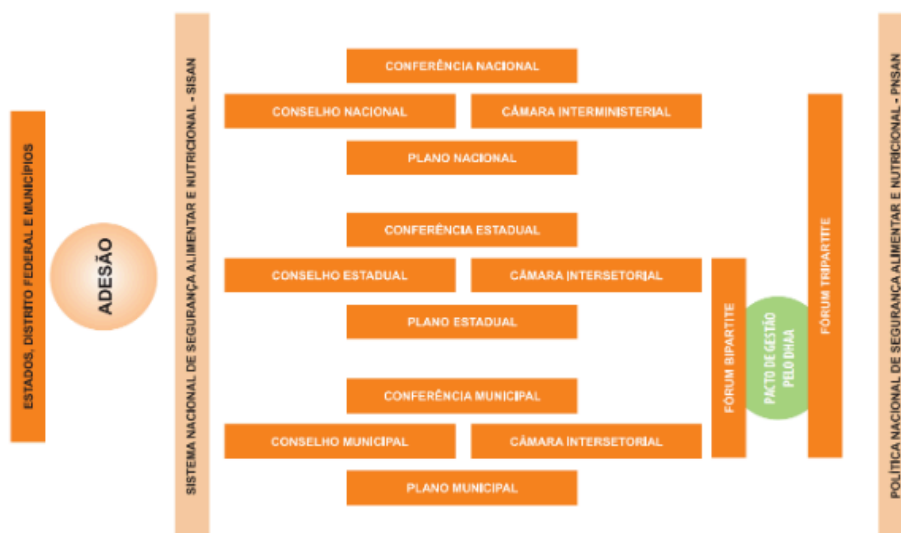 ESTADOS, DISTRITO FEDERAL E MUNICÍPIOS
ADESÃO
SISTEMA NACIONAL DE SEGURANÇA ALIMENTAR E NUTRICIONAL - SISAN
CONFERÊNCIA NACIONAL
CONSELHO NACIONAL
CÂMARA INTERMINISTERIAL
PLANO NACIONAL
CONFERÊNCIA ESTADUAL
CONSELHO ESTADUAL
CÂMARA INTERSETORIAL
PLANO ESTADUAL
CONFERÊNCIA MUNICIPAL
CONSELHO MUNICIPAL
CÂMARA INTERSETORIAL
PLANO MUNICIPAL
FÓRUM BIPARTITE
PACTO DE GESTÃO
PELO DHAA
FÓRUM TRIPARTITE
POLÍTICA NACIONAL DE SEGURANÇA ALIMENTAR E NUTRICIONAL - PNSAN